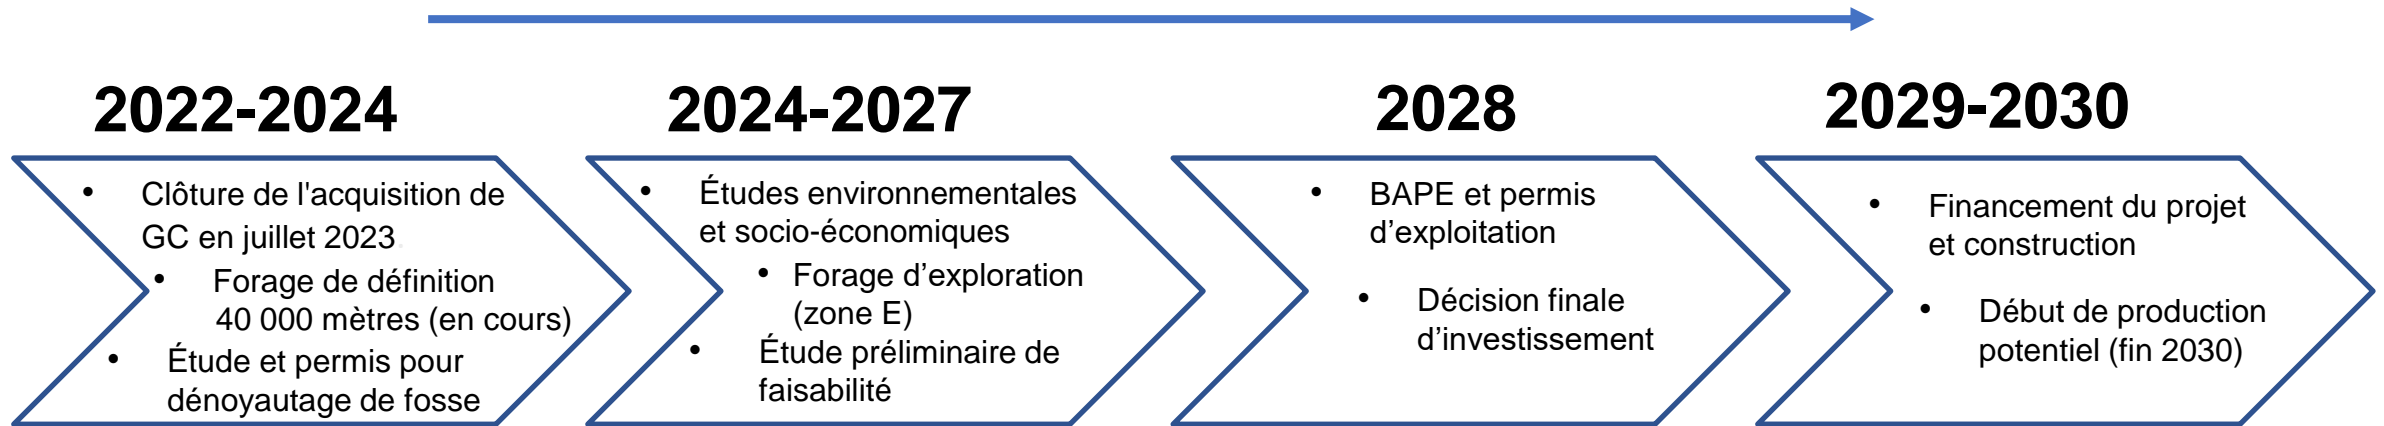 2022-2024
• Clôture de l'acquisition de
GC en juillet 2023.
• Forage de définition
40 000 mètres (en cours)
• Étude et permis pour
dénoyautage de fosse
2024-2027
• Études environnementales
et socio-économiques
• Forage d’exploration
(zone E)
• Étude préliminaire de
faisabilité
2028
• BAPE et permis
d’exploitation
• Décision finale
d’investissement
2029-2030
• Financement du projet
et construction
• Début de production
potentiel (fin 2030)